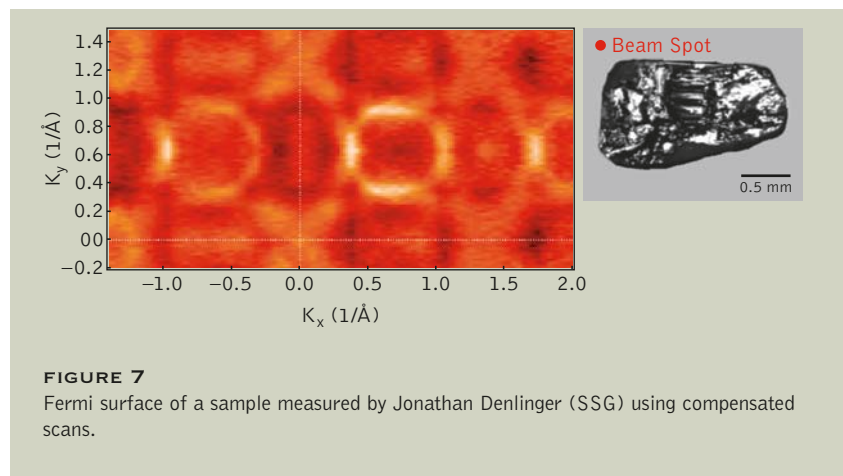 1.4
1.2
1.0
0.8
0.6
0.4
0.2
00
−0.2
Ky (1/Å)
−1.0 −0.5 0.0 0.5 1.0 1.5 2.0
Kx (1/Å)
Beam Spot
0.5 mm
FIGURE 7
Fermi surface of a sample measured by Jonathan Denlinger (SSG) using compensated
scans.